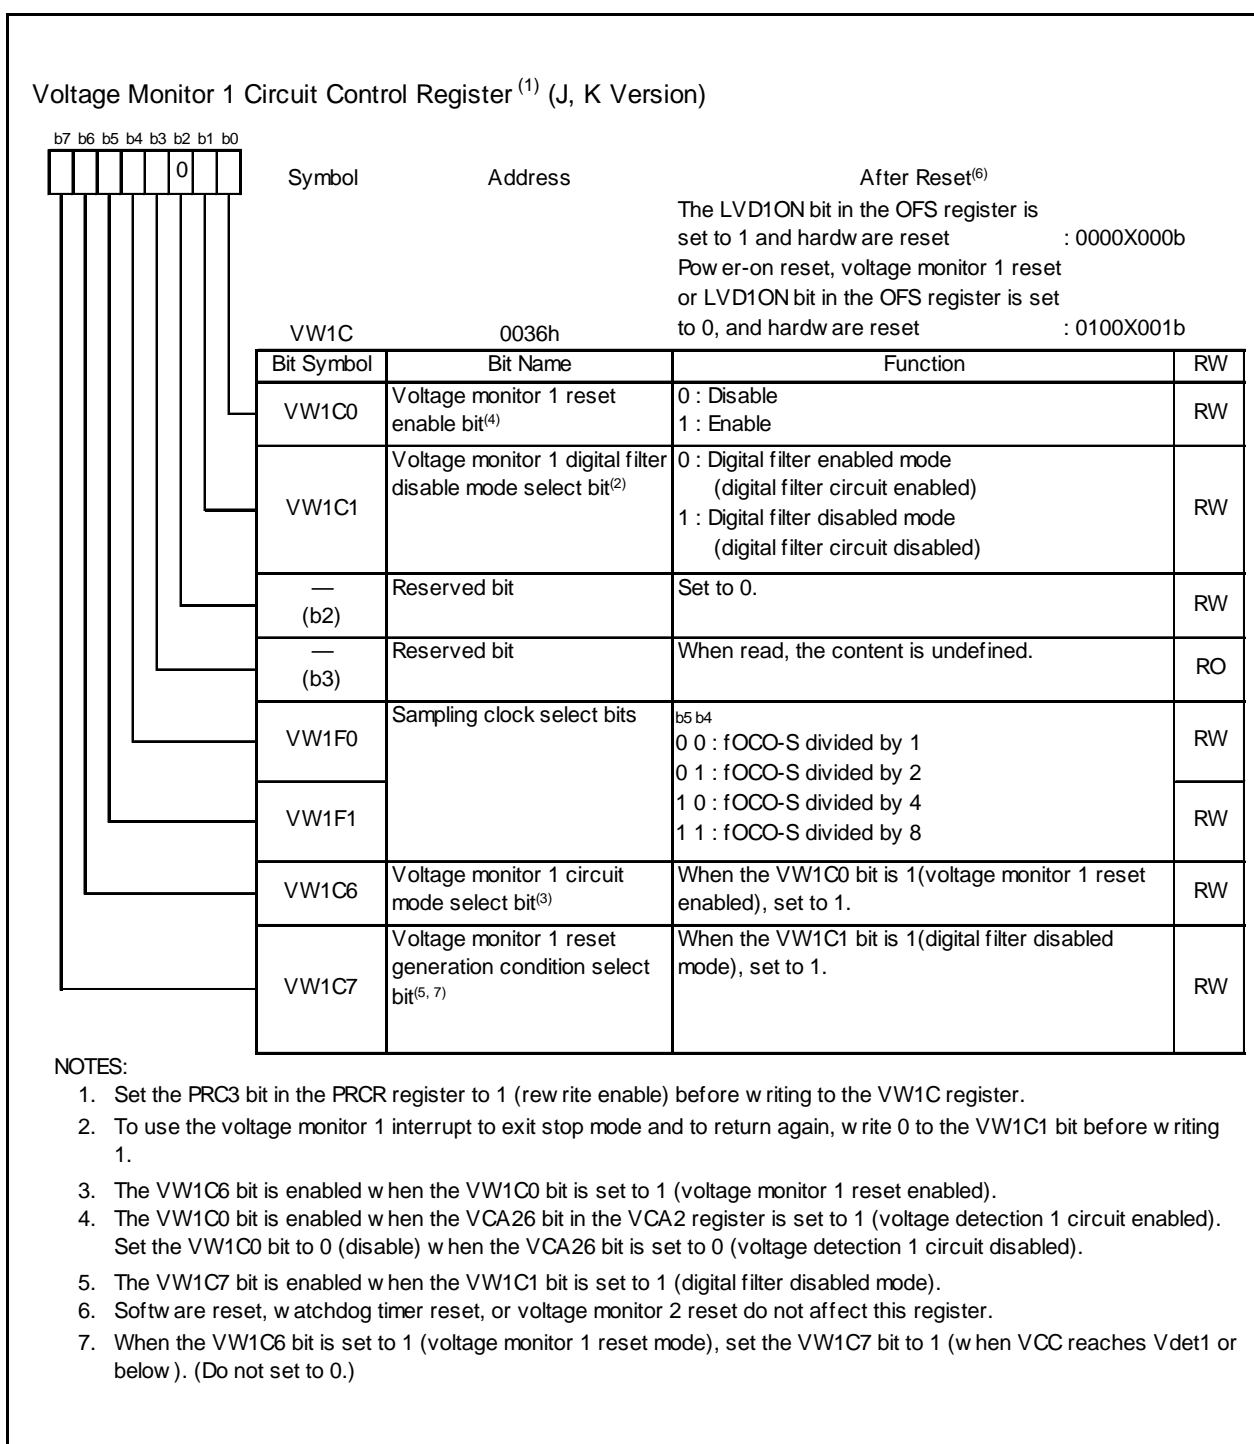 Voltage Monitor 1 Circuit Control Register (1) (J, K Version)
b7 b6 b5 b4 b3 b2 b1 b0
0
Symbol Address After Reset(6)
The LVD1ON bit in the OFS register is
set to 1 and hardware reset : 0000X000b
Power-on reset, voltage monitor 1 reset
or LVD1ON bit in the OFS register is set
VW1C 0036h to 0, and hardware reset : 0100X001b
Bit Symbol Bit Name Function RW
VW1C0 Voltage monitor 1 reset
enable bit(4)
0 : Disable
1 : Enable
RW
VW1C1 Voltage monitor 1 digital filter
disable mode select bit(2)
0 : Digital filter enabled mode
(digital filter circuit enabled)
1 : Digital filter disabled mode
(digital filter circuit disabled)
RW
—
(b2)
Reserved bit Set to 0. RW
—
(b3)
Reserved bit When read, the content is undefined. RO
VW1F0 Sampling clock select bits
b5 b4
0 0 : fOCO-S divided by 1
0 1 : fOCO-S divided by 2
RW
VW1F1
1 0 : fOCO-S divided by 4
1 1 : fOCO-S divided by 8
RW
VW1C6 Voltage monitor 1 circuit
mode select bit(3)
When the VW1C0 bit is 1(voltage monitor 1 reset
enabled), set to 1.
RW
VW1C7 Voltage monitor 1 reset
generation condition select
bit(5, 7)
When the VW1C1 bit is 1(digital filter disabled
mode), set to 1.
RW
NOTES:
1. Set the PRC3 bit in the PRCR register to 1 (rewrite enable) before writing to the VW1C register.
2. To use the voltage monitor 1 interrupt to exit stop mode and to return again, write 0 to the VW1C1 bit before writing
1.
3. The VW1C6 bit is enabled when the VW1C0 bit is set to 1 (voltage monitor 1 reset enabled).
4. The VW1C0 bit is enabled when the VCA26 bit in the VCA2 register is set to 1 (voltage detection 1 circuit enabled).
Set the VW1C0 bit to 0 (disable) when the VCA26 bit is set to 0 (voltage detection 1 circuit disabled).
5. The VW1C7 bit is enabled when the VW1C1 bit is set to 1 (digital filter disabled mode).
6. Software reset, watchdog timer reset, or voltage monitor 2 reset do not affect this register.
7. When the VW1C6 bit is set to 1 (voltage monitor 1 reset mode), set the VW1C7 bit to 1 (when VCC reaches Vdet1 or
below). (Do not set to 0.)